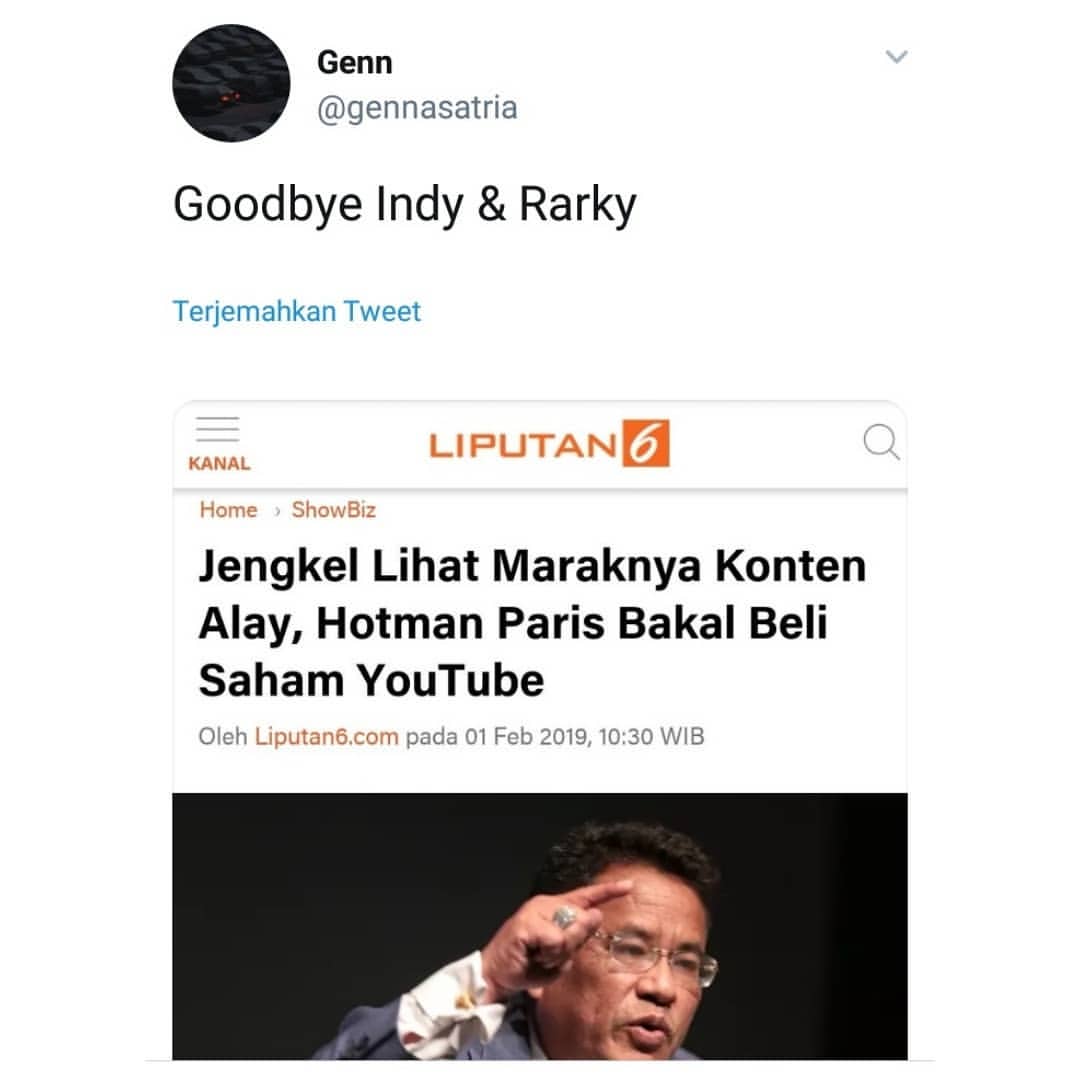 Genn
@gennasatria
Goodbye Indy & Rarky
Terjemahkan Tweet
KANAL
LIPUTAN6
Home › ShowBiz
Jengkel Lihat Maraknya Konten
Alay, Hotman Paris Bakal Beli
Saham YouTube
Oleh Liputan6.com pada 01 Feb 2019, 10:30 WIB